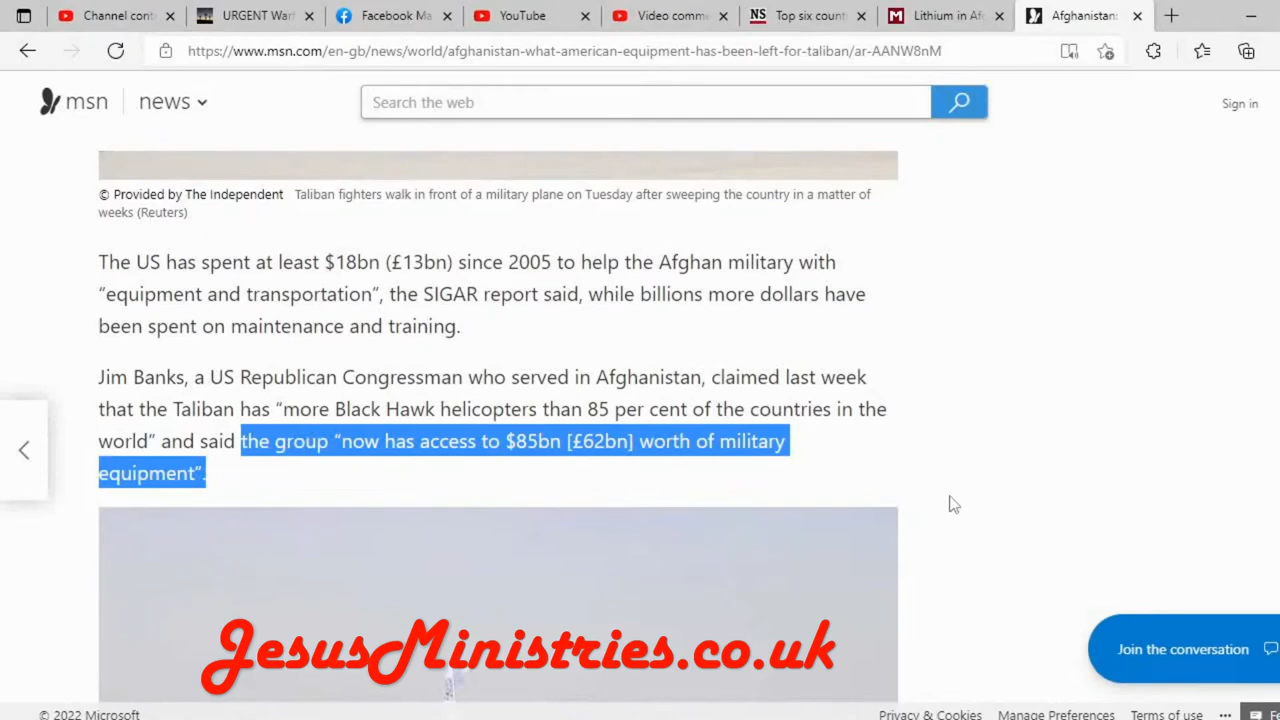 Channel cont
URGENT Warl
Facebook Ma
YouTube
Video comme
NS Top six count
M Lithium in Af
Afghanistan:
https://www.msn.com/en-gb/news/world/afghanistan-what-american-equipment-has-been-left-for-taliban/ar-AANW8nM
msn
news
Search the web
Sign in
© Provided by The Independent Taliban fighters walk in front of a military plane on Tuesday after sweeping the country in a matter of
weeks (Reuters)
The US has spent at least $18bn (£13bn) since 2005 to help the Afghan military with
“equipment and transportation”, the SIGAR report said, while billions more dollars have
been spent on maintenance and training.
Jim Banks, a US Republican Congressman who served in Afghanistan, claimed last week
that the Taliban has “more Black Hawk helicopters than 85 per cent of the countries in the
world” and said the group “now has access to $85bn [£62bn] worth of military
equipment”.
JesusMinistries.co.uk
Join the conversation
© 2022 Microsoft
Privacy & Cookies
Manage Preferences
Terms of use
...